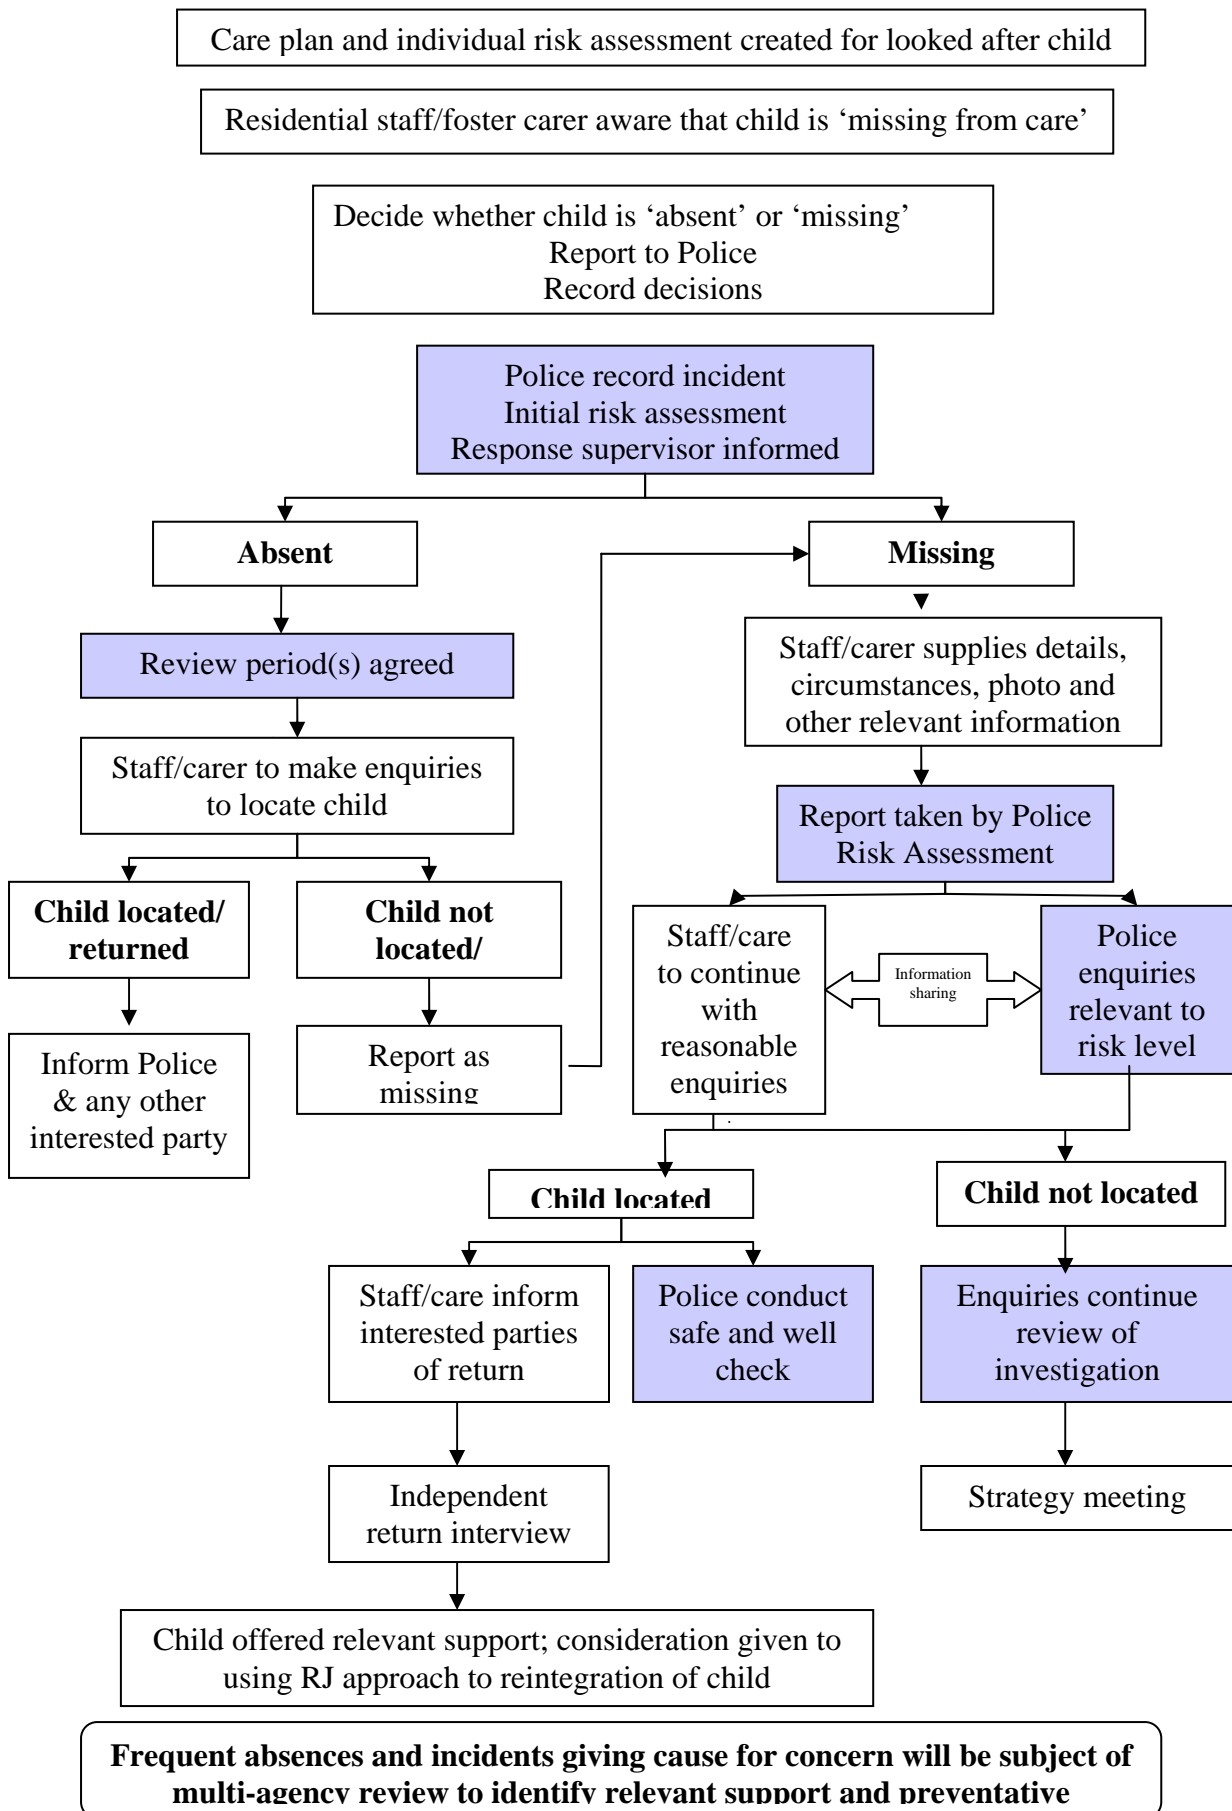 Care plan and individual risk assessment created for looked after child
Residential staff/foster carer aware that child is ‘missing from care’
Decide whether child is ‘absent’ or ‘missing’
Report to Police
Record decisions
Police record incident
Initial risk assessment
Response supervisor informed
Absent
Missing
Review period(s) agreed
Staff/carer supplies details,
circumstances, photo and
other relevant information
Staff/carer to make enquiries
to locate child
Report taken by Police
Risk Assessment
Child located/
returned
Child not
located/
Staff/care
to continue
with
reasonable
enquiries
Information
sharing
Police
enquiries
relevant to
risk level
Inform Police
& any other
interested party
Report as
missing
Child located
Child not located
Staff/care inform
interested parties
of return
Police conduct
safe and well
check
Enquiries continue
review of
investigation
Independent
return interview
Strategy meeting
Child offered relevant support; consideration given to
using RJ approach to reintegration of child
Frequent absences and incidents giving cause for concern will be subject of
multi-agency review to identify relevant support and preventative